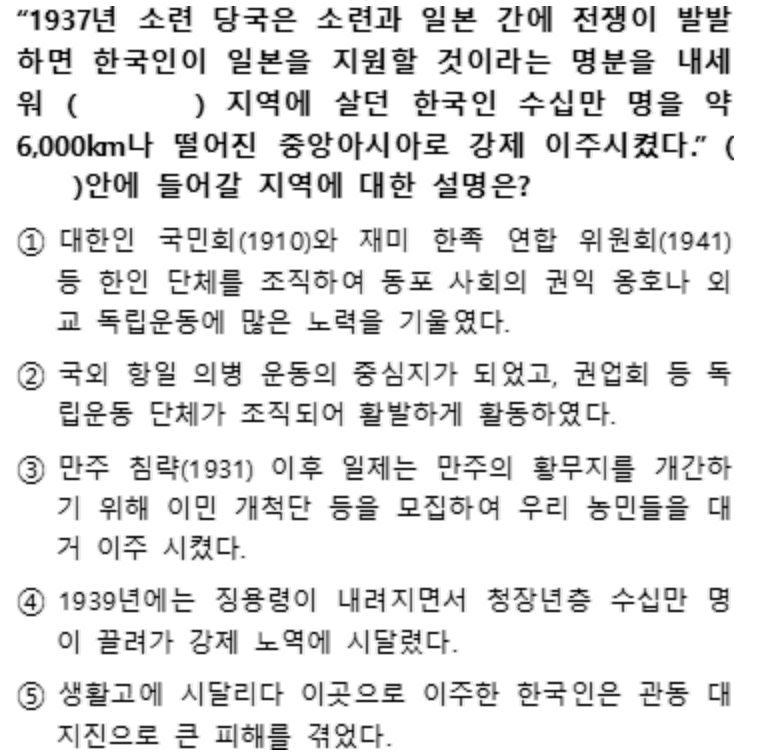 “1937년 소련 당국은 소련과 일본 간에 전쟁이 발발
하면 한국인이 일본을 지원할 것이라는 명분을 내세
워 (          ) 지역에 살던 한국인 수십만 명을 약
6,000km나 떨어진 중앙아시아로 강제 이주시켰다.” (
   )안에 들어갈 지역에 대한 설명은?
① 대한인 국민회(1910)와 재미 한족 연합 위원회(1941)
등 한인 단체를 조직하여 동포 사회의 권익 옹호나 외
교 독립운동에 많은 노력을 기울였다.
② 국외 항일 의병 운동의 중심지가 되었고, 권업회 등 독
립운동 단체가 조직되어 활발하게 활동하였다.
③ 만주 침략(1931) 이후 일제는 만주의 황무지를 개간하
기 위해 이민 개척단 등을 모집하여 우리 농민들을 대
거 이주 시켰다.
④ 1939년에는 징용령이 내려지면서 청장년층 수십만 명
이 끌려가 강제 노역에 시달렸다.
⑤ 생활고에 시달리다 이곳으로 이주한 한국인은 관동 대
지진으로 큰 피해를 겪었다.